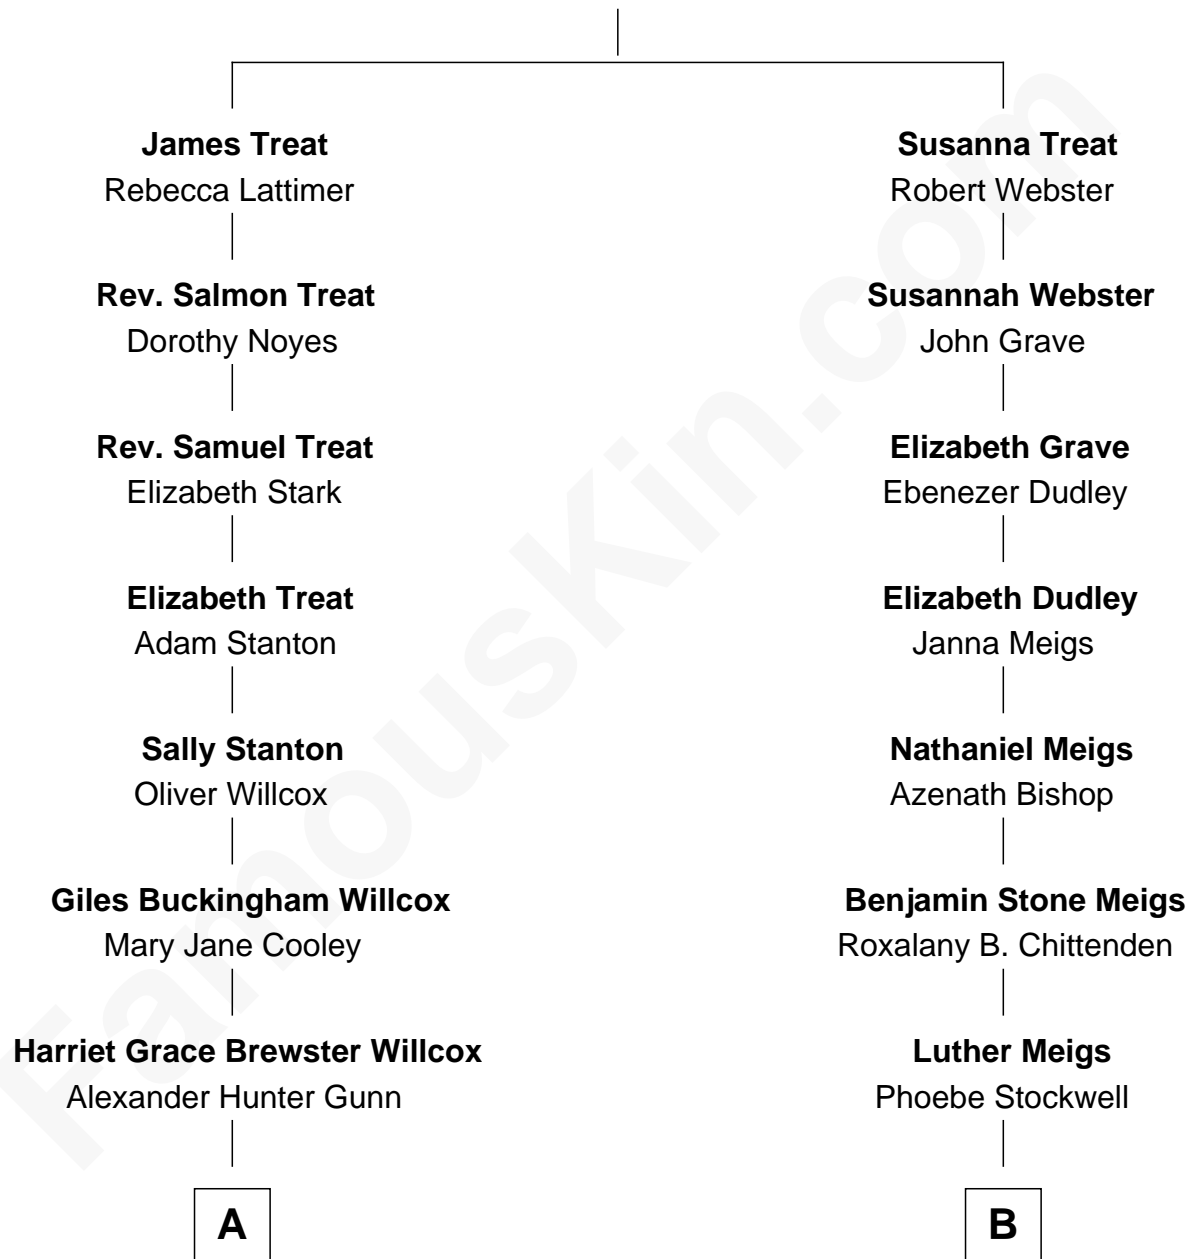 James Treat
Rebecca Lattimer
Rev. Salmon Treat
Dorothy Noyes
Rev. Samuel Treat
Elizabeth Stark
Elizabeth Treat
Adam Stanton
Sally Stanton
Oliver Willcox
Giles Buckingham Willcox
Mary Jane Cooley
Harriet Grace Brewster Willcox
Alexander Hunter Gunn
A
Susanna Treat
Robert Webster
Susannah Webster
John Grave
Elizabeth Grave
Ebenezer Dudley
Elizabeth Dudley
Janna Meigs
Nathaniel Meigs
Azenath Bishop
Benjamin Stone Meigs
Roxalany B. Chittenden
Luther Meigs
Phoebe Stockwell
B
FamousKin.com